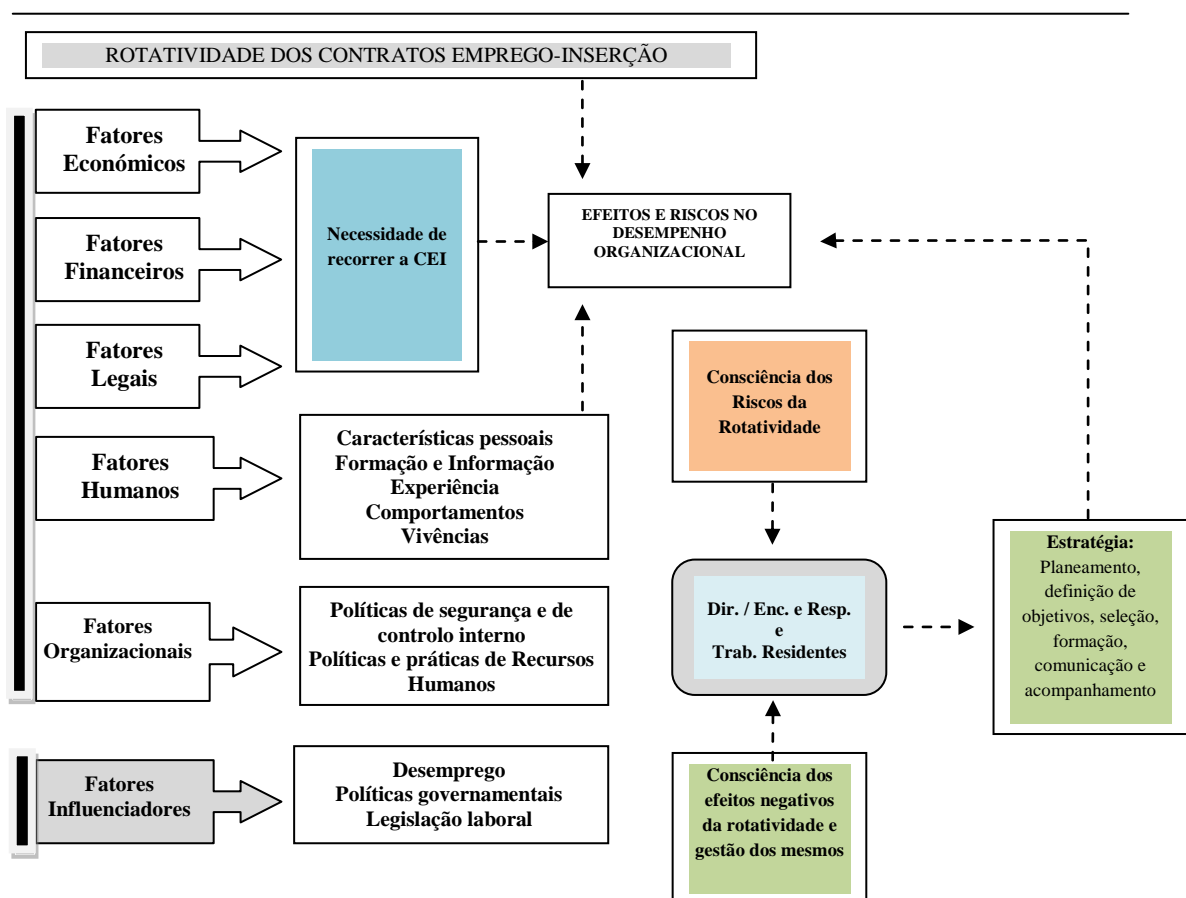 ROTATIVIDADE DOS CONTRATOS EMPREGO-INSERÇÃO
Fatores
Económicos
Fatores
Financeiros
Fatores
Legais
Necessidade de
recorrer a CEI
EFEITOS E RISCOS NO
DESEMPENHO
ORGANIZACIONAL
Fatores
Humanos
Características pessoais
Formação e Informação
Experiência
Comportamentos
Vivências
Consciência dos
Riscos da
Rotatividade
Fatores
Organizacionais
Políticas de segurança e de
controlo interno
Políticas e práticas de Recursos
Humanos
Dir. / Enc. e Resp.
e
Trab. Residentes
Estratégia:
Planeamento,
definição de
objetivos, seleção,
formação,
comunicação e
acompanhamento
Fatores
Influenciadores
Desemprego
Políticas governamentais
Legislação laboral
Consciência dos
efeitos negativos
da rotatividade e
gestão dos mesmos